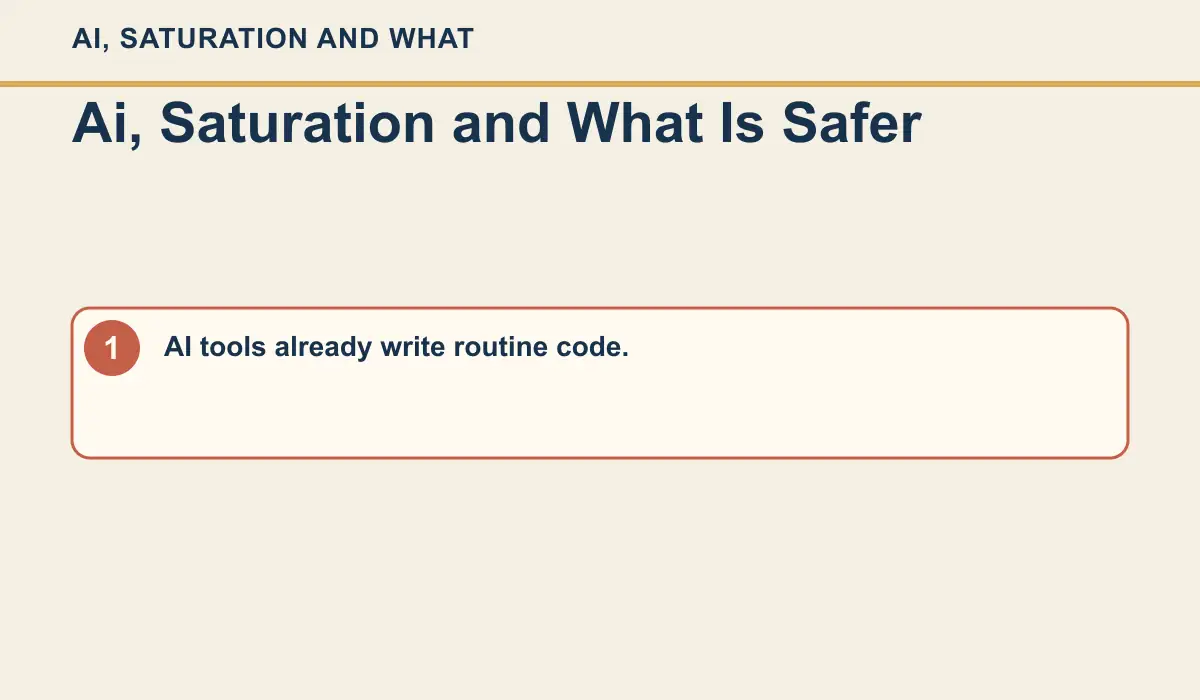 AI, SATURATION AND WHAT
Ai, Saturation and What Is Safer
1
AI tools already write routine code.